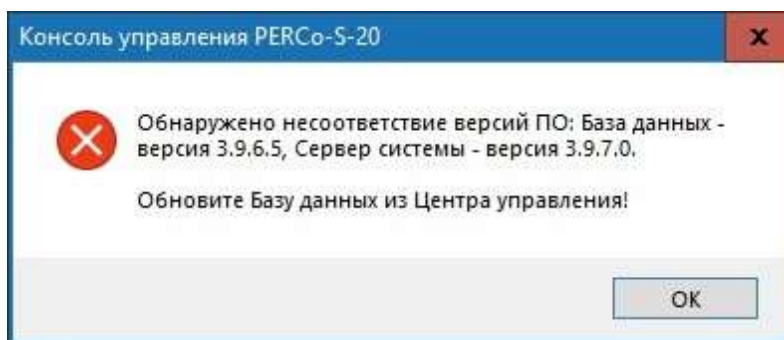 Консоль управления PERCo-S-20
Обнаружено несоответствие версий ПО: База данных -
версия 3.9.6.5, Сервер системы - версия 3.9.7.0.
Обновите Базу данных из Центра управления!
OK